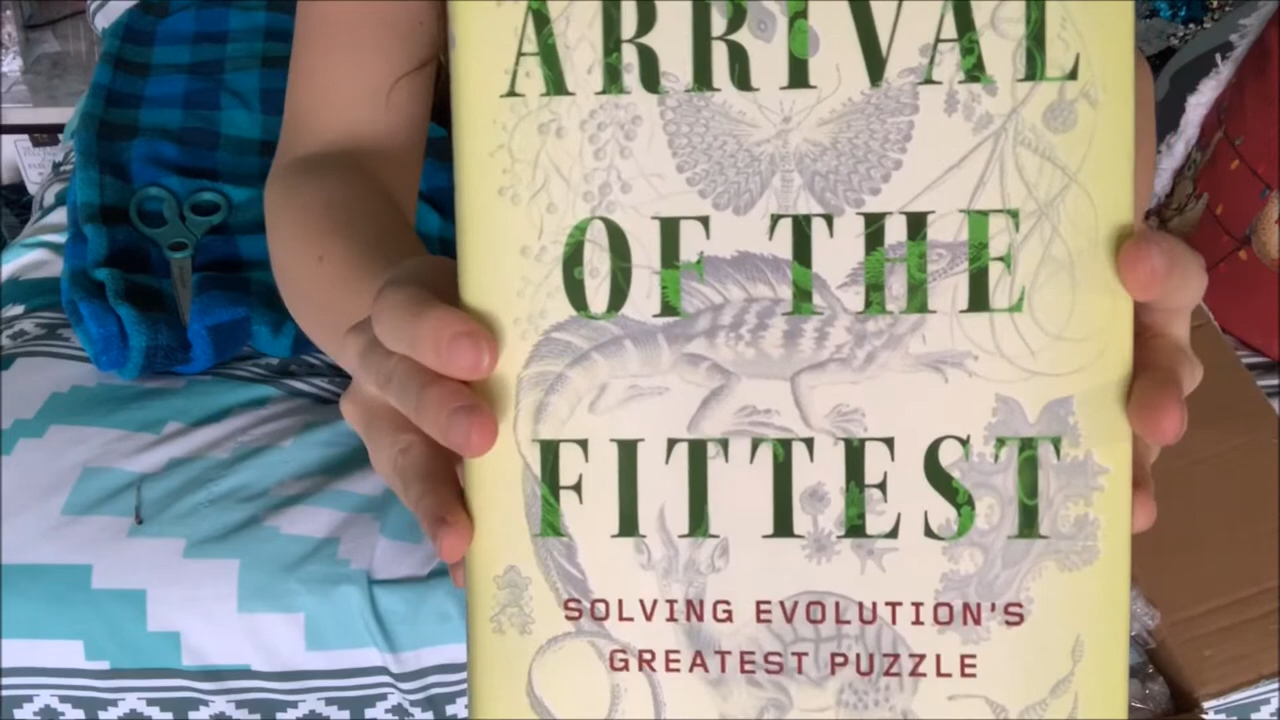 ARRIVAL
OF THE
FITTEST
SOLVING EVOLUTION'S
GREATEST PUZZLE